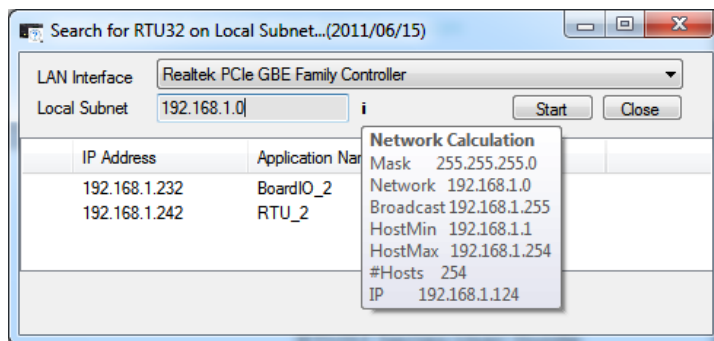 Search for RTU32 on Local Subnet...(2011/06/15)
LAN Interface Realtek PCIe GBE Family Controller
Local Subnet 192.168.1.0 i Start Close
IP Address Application Nar
192.168.1.232 BoardIO_2
192.168.1.242 RTU_2
Network Calculation
Mask 255.255.255.0
Network 192.168.1.0
Broadcast 192.168.1.255
HostMin 192.168.1.1
HostMax 192.168.1.254
#Hosts 254
IP 192.168.1.124